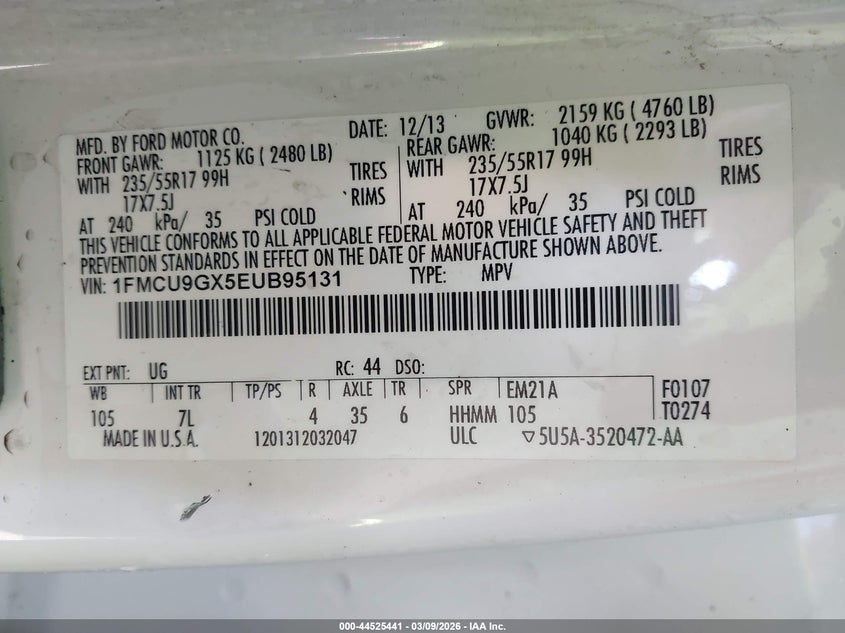 MFD. BY FORD MOTOR CO. DATE: 12/13 GVWR: 2159 KG ( 4760 LB)
FRONT GAWR: 1125 KG ( 2480 LB) REAR GAWR: 1040 KG ( 2293 LB)
WITH 235/55R17 99H TIRES WITH 235/55R17 99H TIRES
17X7.5J RIMS 17X7.5J RIMS
AT 240 kPa/ 35 PSI COLD AT 240 kPa/ 35 PSI COLD
THIS VEHICLE CONFORMS TO ALL APPLICABLE FEDERAL MOTOR VEHICLE SAFETY AND THEFT
PREVENTION STANDARDS IN EFFECT ON THE DATE OF MANUFACTURE SHOWN ABOVE.
VIN: 1FMCU9GX5EUB95131 TYPE: MPV
EXT PNT: UG RC: 44 DSO:
WB INT TR TP/PS R AXLE TR SPR EM21A F0107
105 7L 4 35 6 HHMM 105 T0274
MADE IN U.S.A. 1201312032047 ULC ▽5U5A-3520472-AA
000-44525441 - 03/09/2026 - IAA Inc.